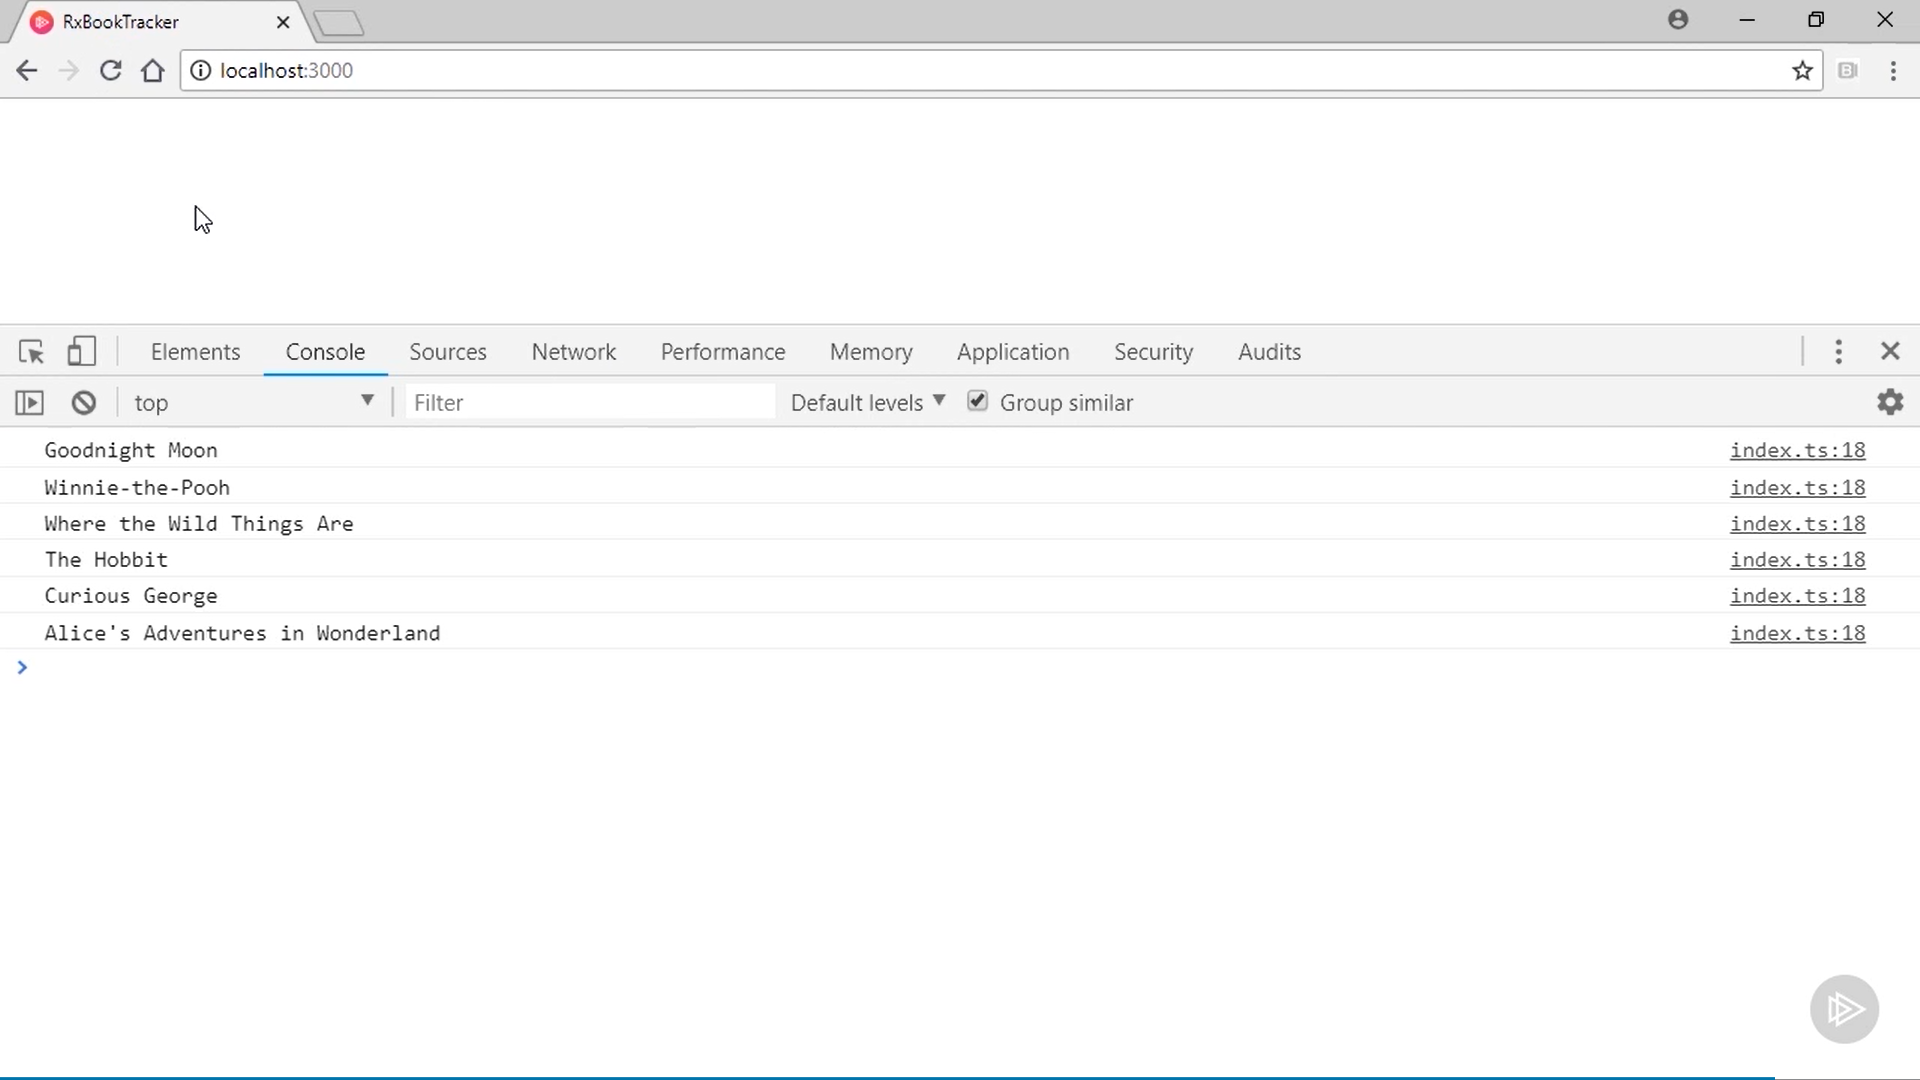 RxBookTracker
localhost:3000
Elements Console Sources Network Performance Memory Application Security Audits
top Filter Default levels Group similar
Goodnight Moon index.ts:18
Winnie-the-Pooh index.ts:18
Where the Wild Things Are index.ts:18
The Hobbit index.ts:18
Curious George index.ts:18
Alice's Adventures in Wonderland index.ts:18